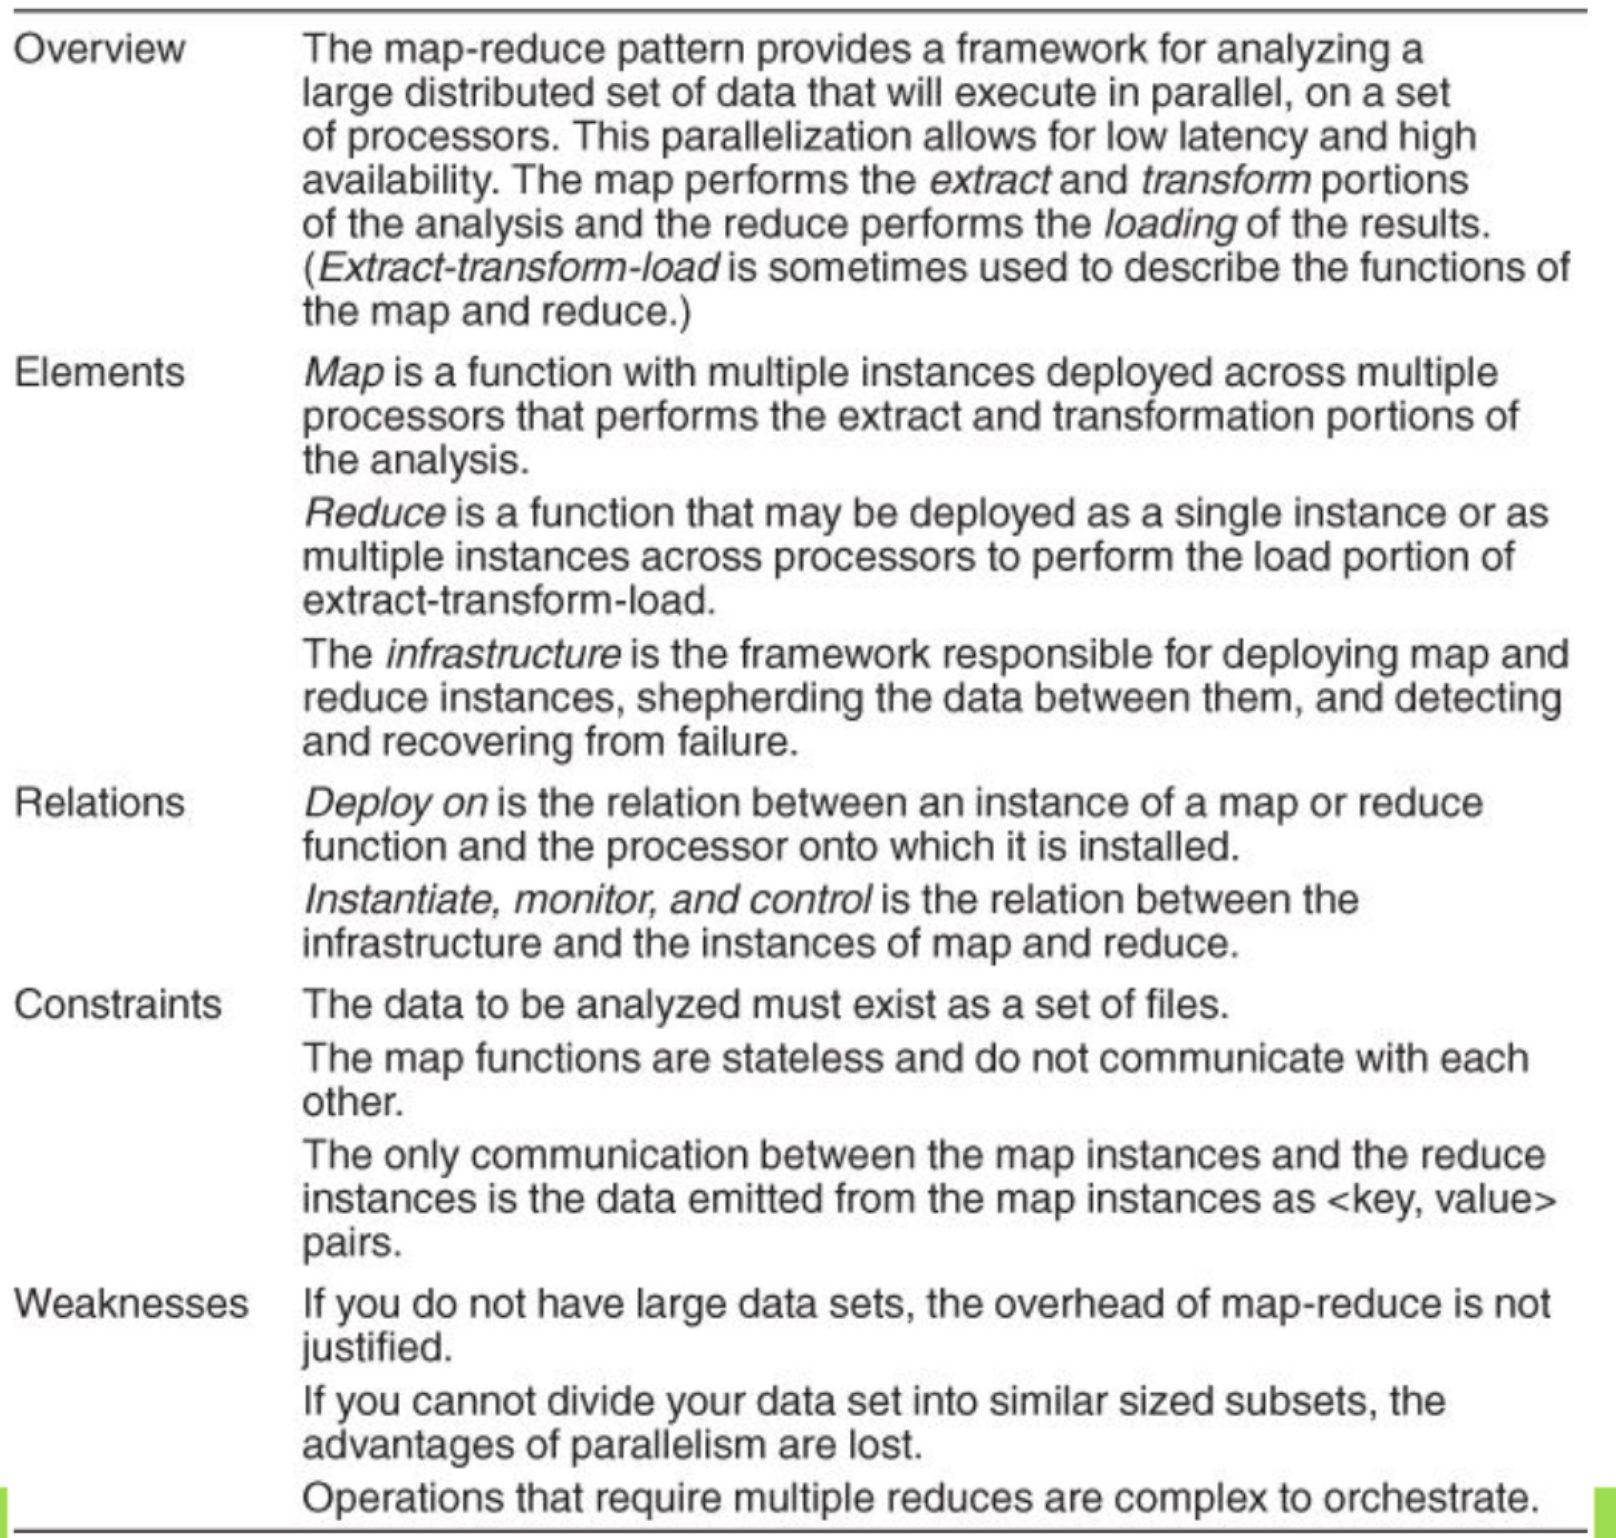 Overview The map-reduce pattern provides a framework for analyzing a
large distributed set of data that will execute in parallel, on a set
of processors. This parallelization allows for low latency and high
availability. The map performs the extract and transform portions
of the analysis and the reduce performs the loading of the results.
(Extract-transform-load is sometimes used to describe the functions of
the map and reduce.)
Elements Map is a function with multiple instances deployed across multiple
processors that performs the extract and transformation portions of
the analysis.
Reduce is a function that may be deployed as a single instance or as
multiple instances across processors to perform the load portion of
extract-transform-load.
The infrastructure is the framework responsible for deploying map and
reduce instances, shepherding the data between them, and detecting
and recovering from failure.
Relations Deploy on is the relation between an instance of a map or reduce
function and the processor onto which it is installed.
Instantiate, monitor, and control is the relation between the
infrastructure and the instances of map and reduce.
Constraints The data to be analyzed must exist as a set of files.
The map functions are stateless and do not communicate with each
other.
The only communication between the map instances and the reduce
instances is the data emitted from the map instances as <key, value>
pairs.
Weaknesses If you do not have large data sets, the overhead of map-reduce is not
justified.
If you cannot divide your data set into similar sized subsets, the
advantages of parallelism are lost.
Operations that require multiple reduces are complex to orchestrate.